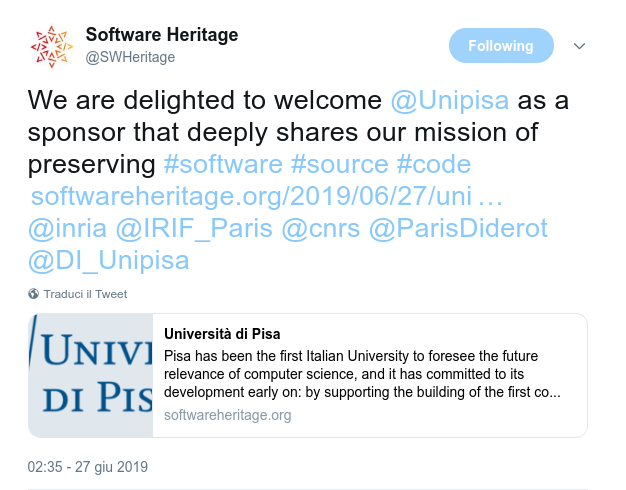 Software Heritage
@SWHeritage
Following
We are delighted to welcome @Unipisa as a
sponsor that deeply shares our mission of
preserving #software #source #code
softwareheritage.org/2019/06/27/uni …
@inria @IRIF_Paris @cnrs @ParisDiderot
@DI_Unipisa
Traduci il Tweet
UNIVE
DI PIS
Università di Pisa
Pisa has been the first Italian University to foresee the future
relevance of computer science, and it has committed to its
development early on: by supporting the building of the first co...
softwareheritage.org
02:35 - 27 giu 2019